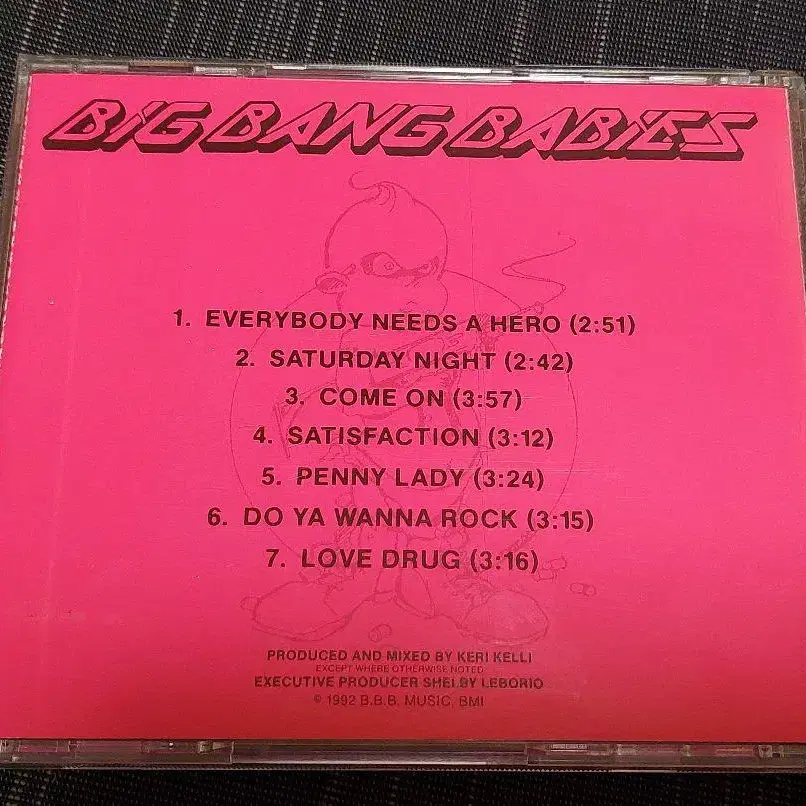 BIG BANG BABIES
1. EVERYBODY NEEDS A HERO (2:51)
2. SATURDAY NIGHT (2:42)
3. COME ON (3:57)
4. SATISFACTION (3:12)
5. PENNY LADY (3:24)
6. DO YA WANNA ROCK (3:15)
7. LOVE DRUG (3:16)
PRODUCED AND MIXED BY KERI KELLI
EXCEPT WHERE OTHERWISE NOTED
EXECUTIVE PRODUCER SHELBY LEBORIO
© 1992 B.B.B. MUSIC, BMI